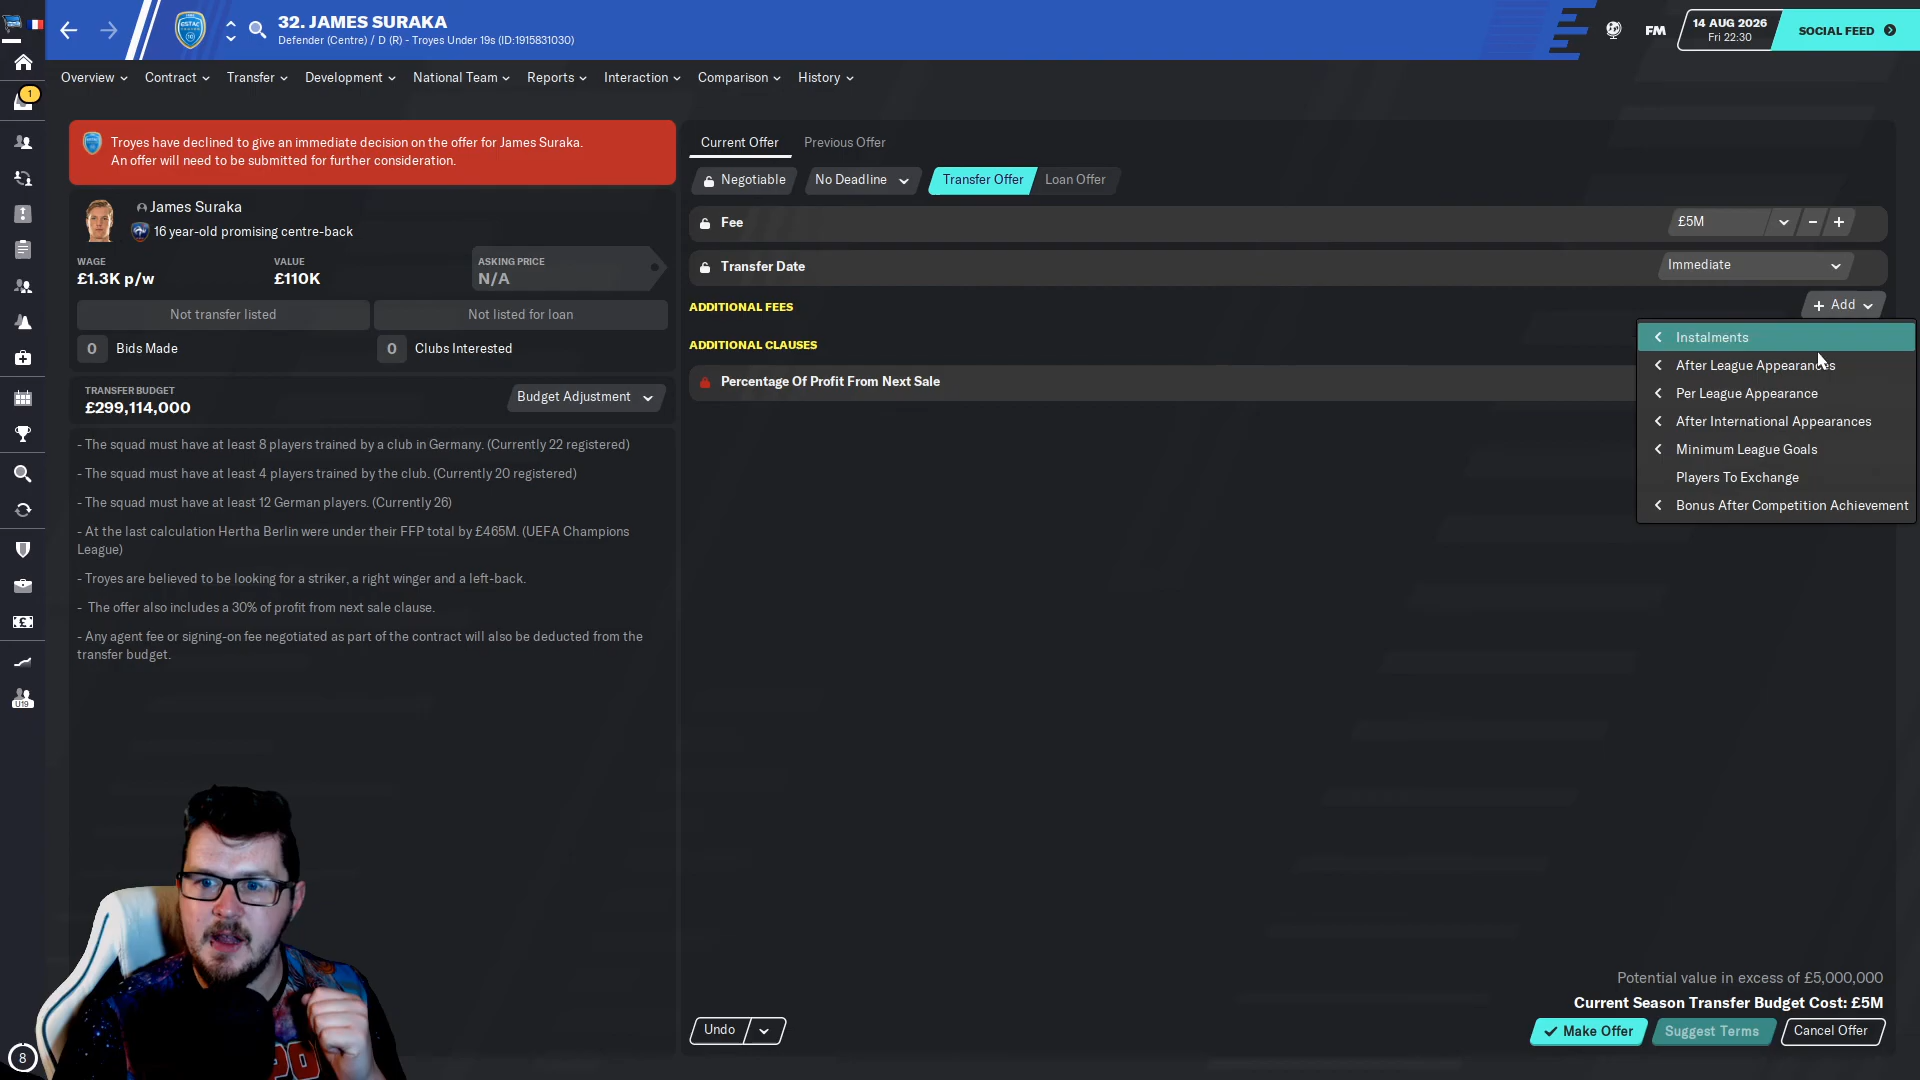 32. JAMES SURAKA
Defender (Centre) / D (R) - Troyes Under 19s (ID:1915831030)
FM
14 AUG 2026
Fri 22:30
SOCIAL FEED
1
Overview
Contract
Transfer
Development
National Team
Reports
Interaction
Comparison
History
Troyes have declined to give an immediate decision on the offer for James Suraka.
An offer will need to be submitted for further consideration.
James Suraka
16 year-old promising centre-back
WAGE
£1.3K p/w
VALUE
£110K
ASKING PRICE
N/A
Not transfer listed
Not listed for loan
0 Bids Made
0 Clubs Interested
TRANSFER BUDGET
£299,114,000
Budget Adjustment
- The squad must have at least 8 players trained by a club in Germany. (Currently 22 registered)
- The squad must have at least 4 players trained by the club. (Currently 20 registered)
- The squad must have at least 12 German players. (Currently 26)
- At the last calculation Hertha Berlin were under their FFP total by £465M. (UEFA Champions
League)
- Troyes are believed to be looking for a striker, a right winger and a left-back.
- The offer also includes a 30% of profit from next sale clause.
- Any agent fee or signing-on fee negotiated as part of the contract will also be deducted from the
transfer budget.
Current Offer
Previous Offer
Negotiable
No Deadline
Transfer Offer
Loan Offer
Fee
£5M
Transfer Date
Immediate
ADDITIONAL FEES
+ Add
ADDITIONAL CLAUSES
Percentage Of Profit From Next Sale
Instalments
After League Appearances
Per League Appearance
After International Appearances
Minimum League Goals
Players To Exchange
Bonus After Competition Achievement
Potential value in excess of £5,000,000
Current Season Transfer Budget Cost: £5M
Undo
Make Offer
Suggest Terms
Cancel Offer
U19
8